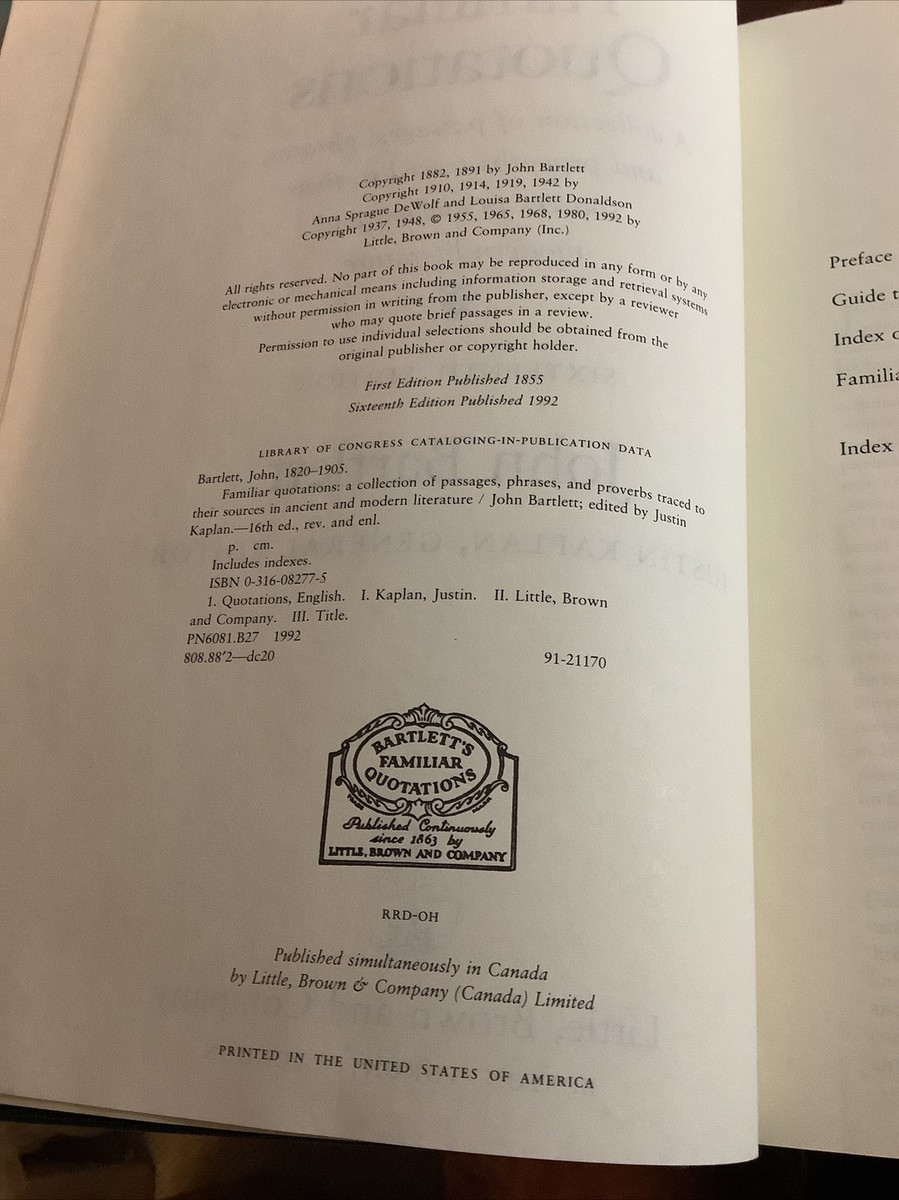 Quotations
Copyright 1882, 1891 by John Bartlett
Copyright 1910, 1914, 1919, 1942 by
Anna Sprague DeWolf and Louisa Bartlett Donaldson
Copyright 1937, 1948, © 1955, 1965, 1968, 1980, 1992 by
Little, Brown and Company (Inc.)
All rights reserved. No part of this book may be reproduced in any form or by any
electronic or mechanical means including information storage and retrieval systems
without permission in writing from the publisher, except by a reviewer
who may quote brief passages in a review.
Permission to use individual selections should be obtained from the
original publisher or copyright holder.
First Edition Published 1855
Sixteenth Edition Published 1992
LIBRARY OF CONGRESS CATALOGING-IN-PUBLICATION DATA
Bartlett, John, 1820–1905.
Familiar quotations: a collection of passages, phrases, and proverbs traced to
their sources in ancient and modern literature / John Bartlett; edited by Justin
Kaplan.—16th ed., rev. and enl.
p. cm.
Includes indexes.
ISBN 0-316-08277-5
1. Quotations, English. I. Kaplan, Justin. II. Little, Brown
and Company. III. Title.
PN6081.B27 1992
808.88'2—dc20 91-21170
BARTLETT'S
FAMILIAR
QUOTATIONS
Published Continuously
since 1863 by
LITTLE, BROWN AND COMPANY
RRD-OH
Published simultaneously in Canada
by Little, Brown & Company (Canada) Limited
PRINTED IN THE UNITED STATES OF AMERICA
Preface
Guide
Index
Index